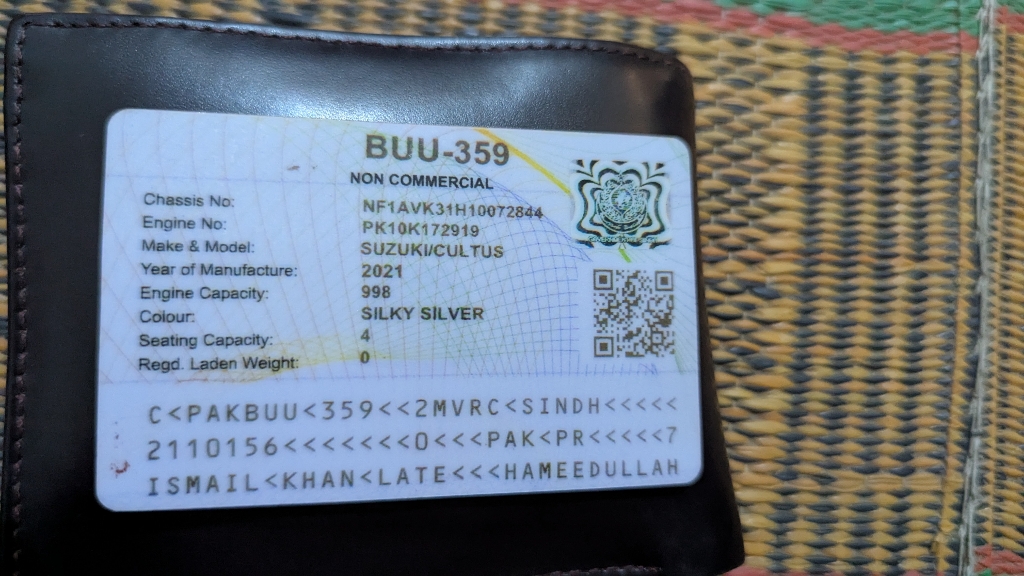 BUU-359
NON COMMERCIAL
Chassis No: NF1AVK31H10072844
Engine No: PK10K172919
Make & Model: SUZUKI/CULTUS
Year of Manufacture: 2021
Engine Capacity: 998
Colour: SILKY SILVER
Seating Capacity: 4
Regd. Laden Weight: 0
C<PAKBUU<359<<2MVRC<SINDH<<<<<
2110156<<<<<<<0<<<PAK<PR<<<<<7
ISMAIL<KHAN<LATE<<<HAMEEDULLAH